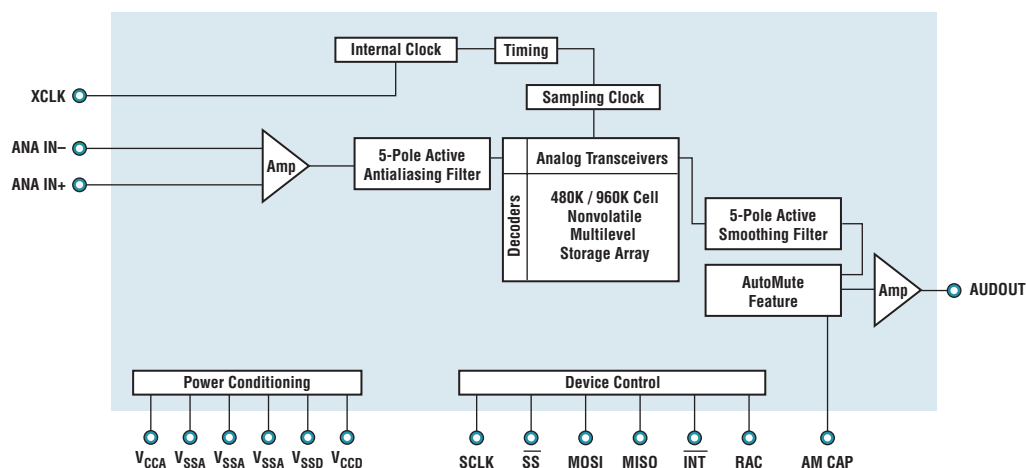 Internal Clock
Timing
XCLK
Sampling Clock
ANA IN–
ANA IN+
Amp
5-Pole Active
Antialiasing Filter
Decoders
Analog Transceivers
480K / 960K Cell
Nonvolatile
Multilevel
Storage Array
5-Pole Active
Smoothing Filter
AutoMute
Feature
Amp
AUDOUT
Power Conditioning
Device Control
VCCA
VSSA
VSSA
VSSA
VSSD
VCCD
SCLK
S̅S̅
MOSI
MISO
I̅N̅T̅
RAC
AM CAP